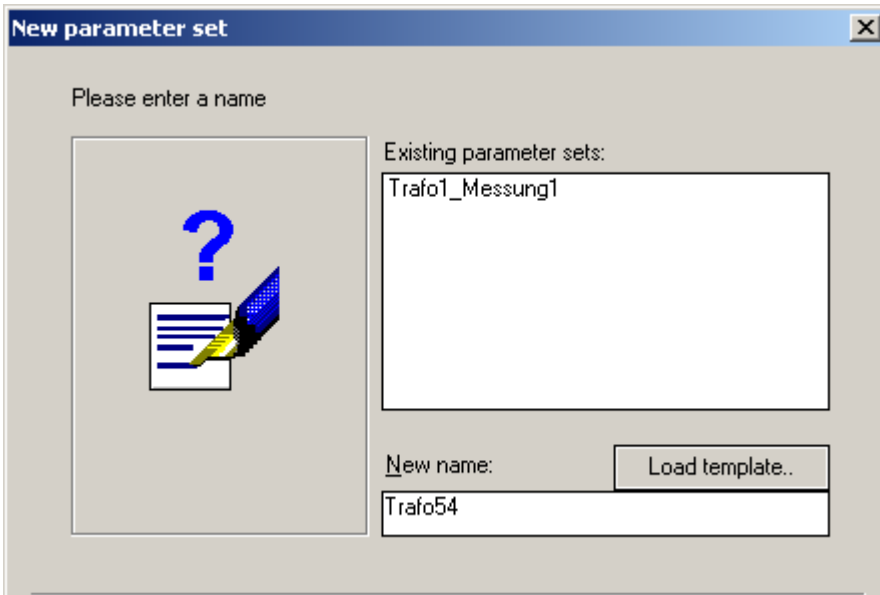 New parameter set
Please enter a name
Existing parameter sets:
Trafo1_Messung1
New name:
Load template..
Trafo54